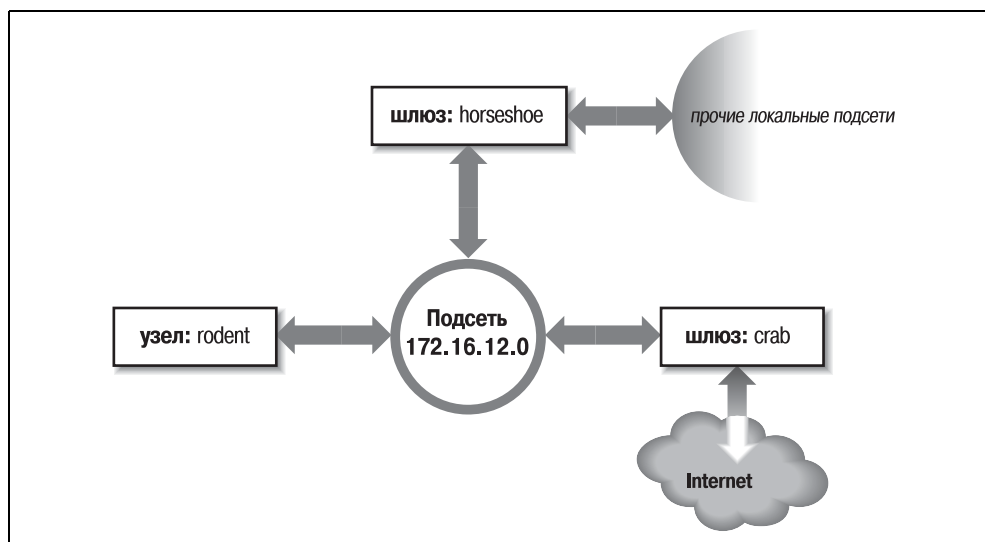 шлюз: horseshoe
прочие локальные подсети
узел: rodent
Подсеть
172.16.12.0
шлюз: crab
Internet